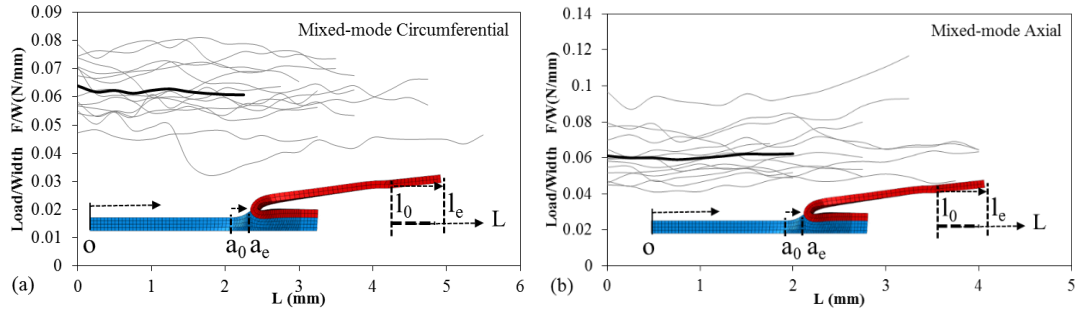 Mixed-mode Circumferential
Load/Width F/W(N/mm)
0.09
0.08
0.07
0.06
0.05
0.04
0.03
0.02
0.01
0
0 1 2 3 4 5 6
L (mm)
o a0 ae l0 le L
(a)
Mixed-mode Axial
Load/Width F/W(N/mm)
0.14
0.12
0.1
0.08
0.06
0.04
0.02
0
0 1 2 3 4 5
L (mm)
o a0 ae l0 le L
(b)